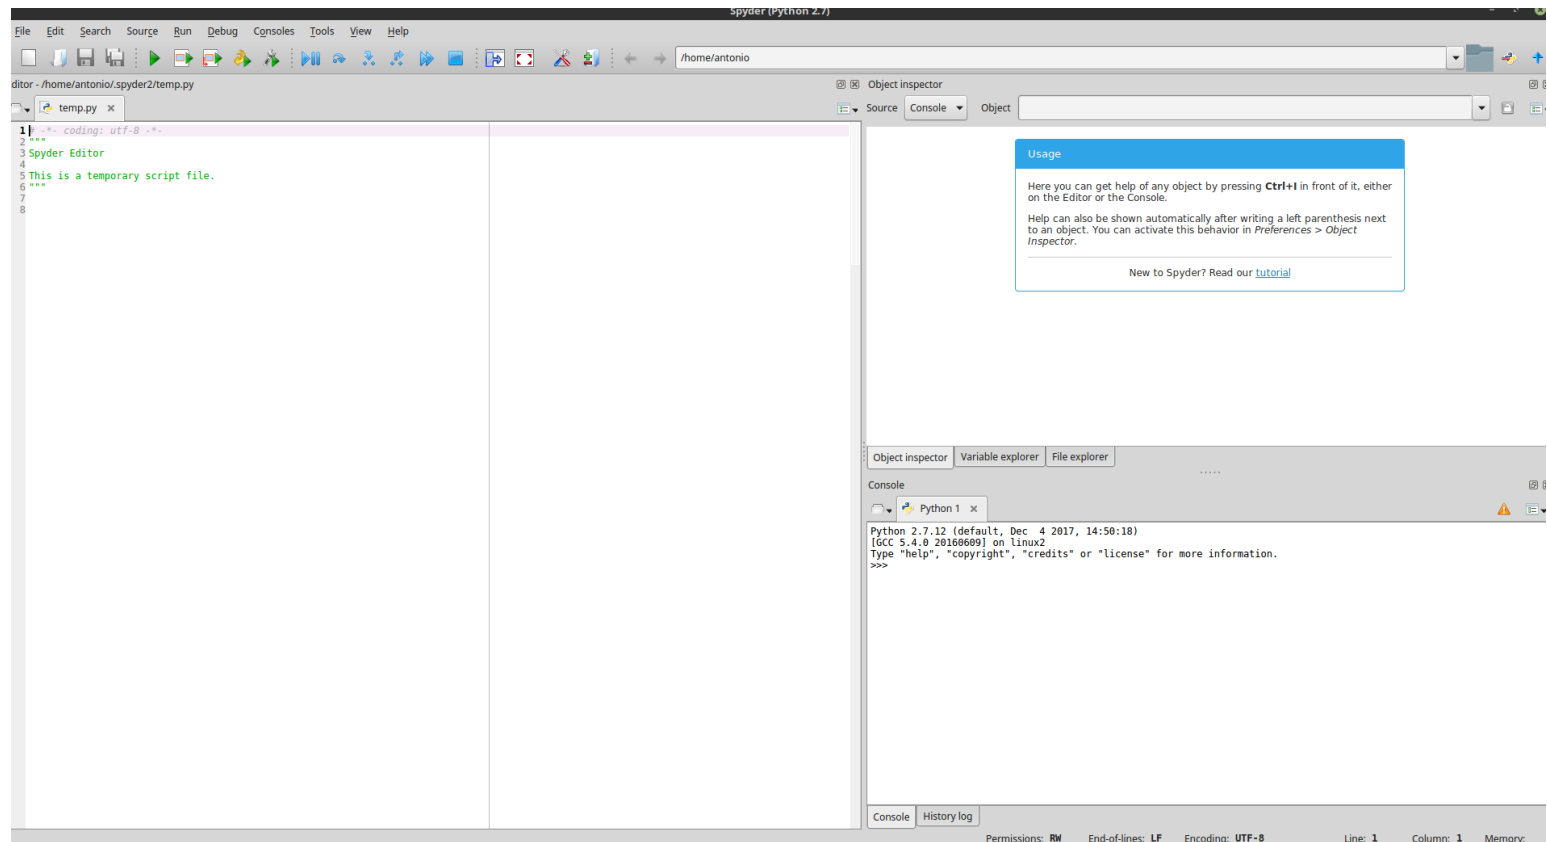 Spyder (Python 2.7)
File Edit Search Source Run Debug Consoles Tools View Help
/home/antonio
ditor - /home/antonio/.spyder2/temp.py
temp.py
1 # -*- coding: utf-8 -*-
2 """
3 Spyder Editor
4
5 This is a temporary script file.
6 """
7
8
Object inspector
Source Console Object
Usage
Here you can get help of any object by pressing Ctrl+I in front of it, either
on the Editor or the Console.
Help can also be shown automatically after writing a left parenthesis next
to an object. You can activate this behavior in Preferences > Object
Inspector.
New to Spyder? Read our tutorial
Object inspector Variable explorer File explorer
Console
Python 1
Python 2.7.12 (default, Dec  4 2017, 14:50:18)
[GCC 5.4.0 20160609] on linux2
Type "help", "copyright", "credits" or "license" for more information.
>>>
Console History log
Permissions: RW End-of-lines: LF Encoding: UTF-8 Line: 1 Column: 1 Memory: